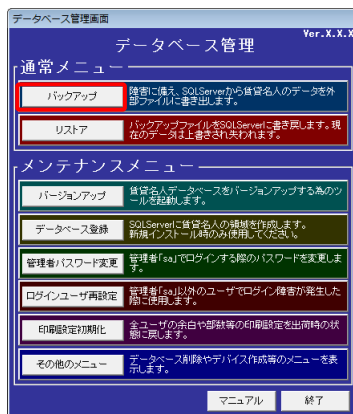 データベース管理画面
Ver.X.X.X
データベース管理
通常メニュー
バックアップ
障害に備え、SQLServerから賃貸名人のデータを外
部ファイルに書き出します。
リストア
バックアップファイルをSQLServerに書き戻します。現
在のデータは上書きされ失われます。
メンテナンスメニュー
バージョンアップ
賃貸名人データベースをバージョンアップする為のツ
ールを起動します。
データベース登録
SQLServerに賃貸名人の領域を作成します。
新規インストール時のみ使用してください。
管理者パスワード変更
管理者「sa」でログインする際のパスワードを変更しま
す。
ログインユーザ再設定
管理者「sa」以外のユーザでログイン障害が発生した
際に使用します。
印刷設定初期化
全ユーザの余白や部数等の印刷設定を出荷時の状
態に戻します。
その他のメニュー
データベース削除やデバイス作成等のメニューを表
示します。
マニュアル
終了